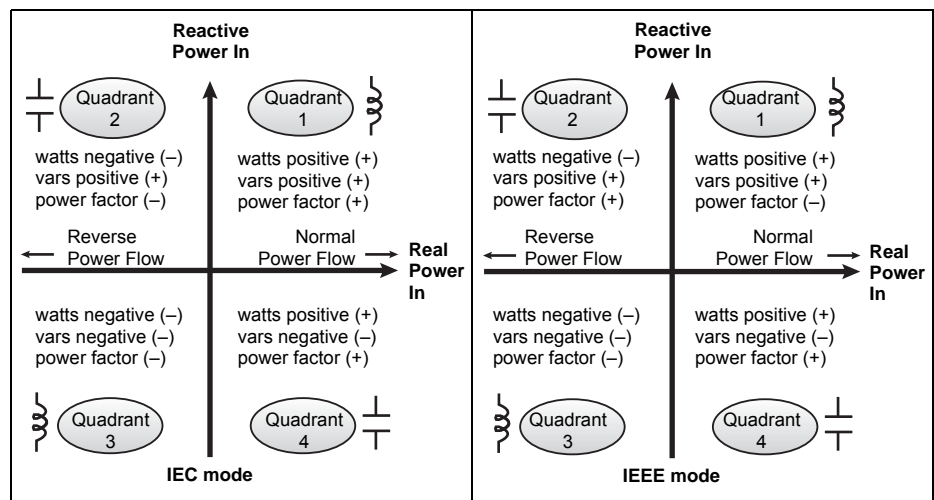 Reactive
Power In
Quadrant
2
Quadrant
1
watts negative (–)
vars positive (+)
power factor (–)
watts positive (+)
vars positive (+)
power factor (+)
Reverse
Power Flow
Normal
Power Flow
Real
Power
In
watts negative (–)
vars negative (–)
power factor (–)
watts positive (+)
vars negative (–)
power factor (+)
Quadrant
3
Quadrant
4
IEC mode
Reactive
Power In
Quadrant
2
Quadrant
1
watts negative (–)
vars positive (+)
power factor (+)
watts positive (+)
vars positive (+)
power factor (–)
Reverse
Power Flow
Normal
Power Flow
Real
Power
In
watts negative (–)
vars negative (–)
power factor (–)
watts positive (+)
vars negative (–)
power factor (+)
Quadrant
3
Quadrant
4
IEEE mode